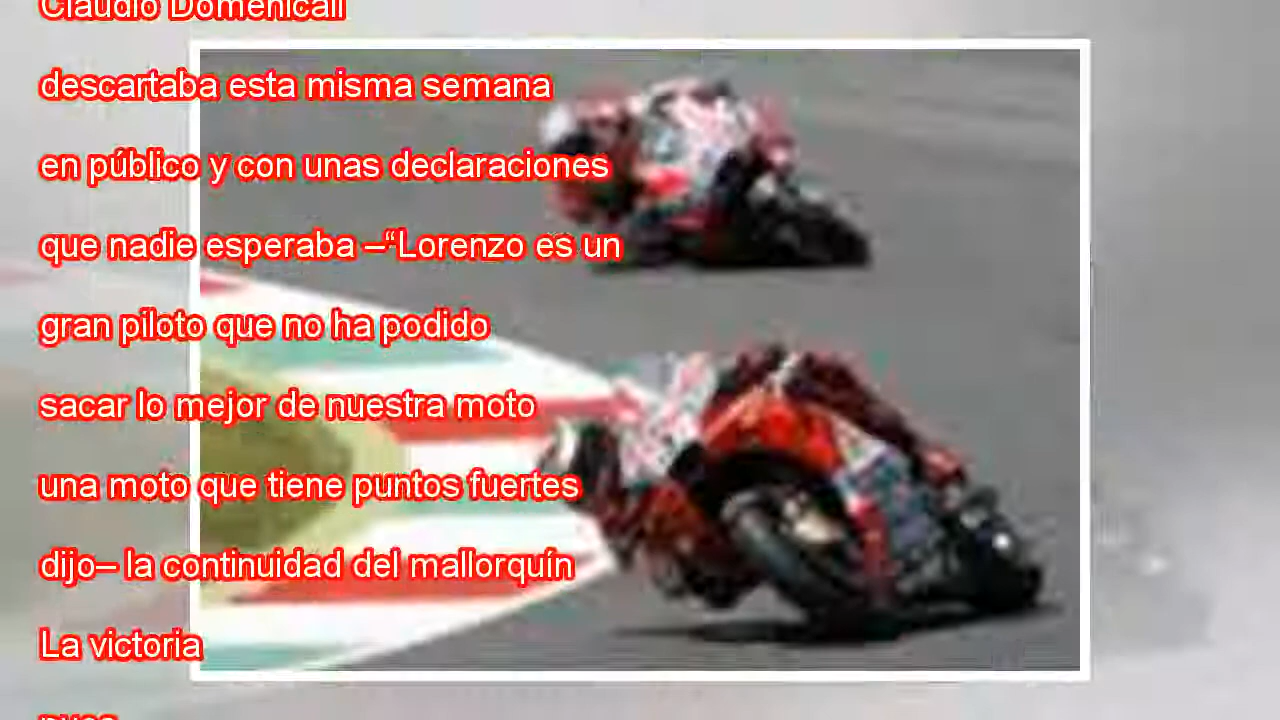 Claudio Domenicali
descartaba esta misma semana
en público y con unas declaraciones
que nadie esperaba –“Lorenzo es un
gran piloto que no ha podido
sacar lo mejor de nuestra moto
una moto que tiene puntos fuertes
dijo– la continuidad del mallorquín
La victoria